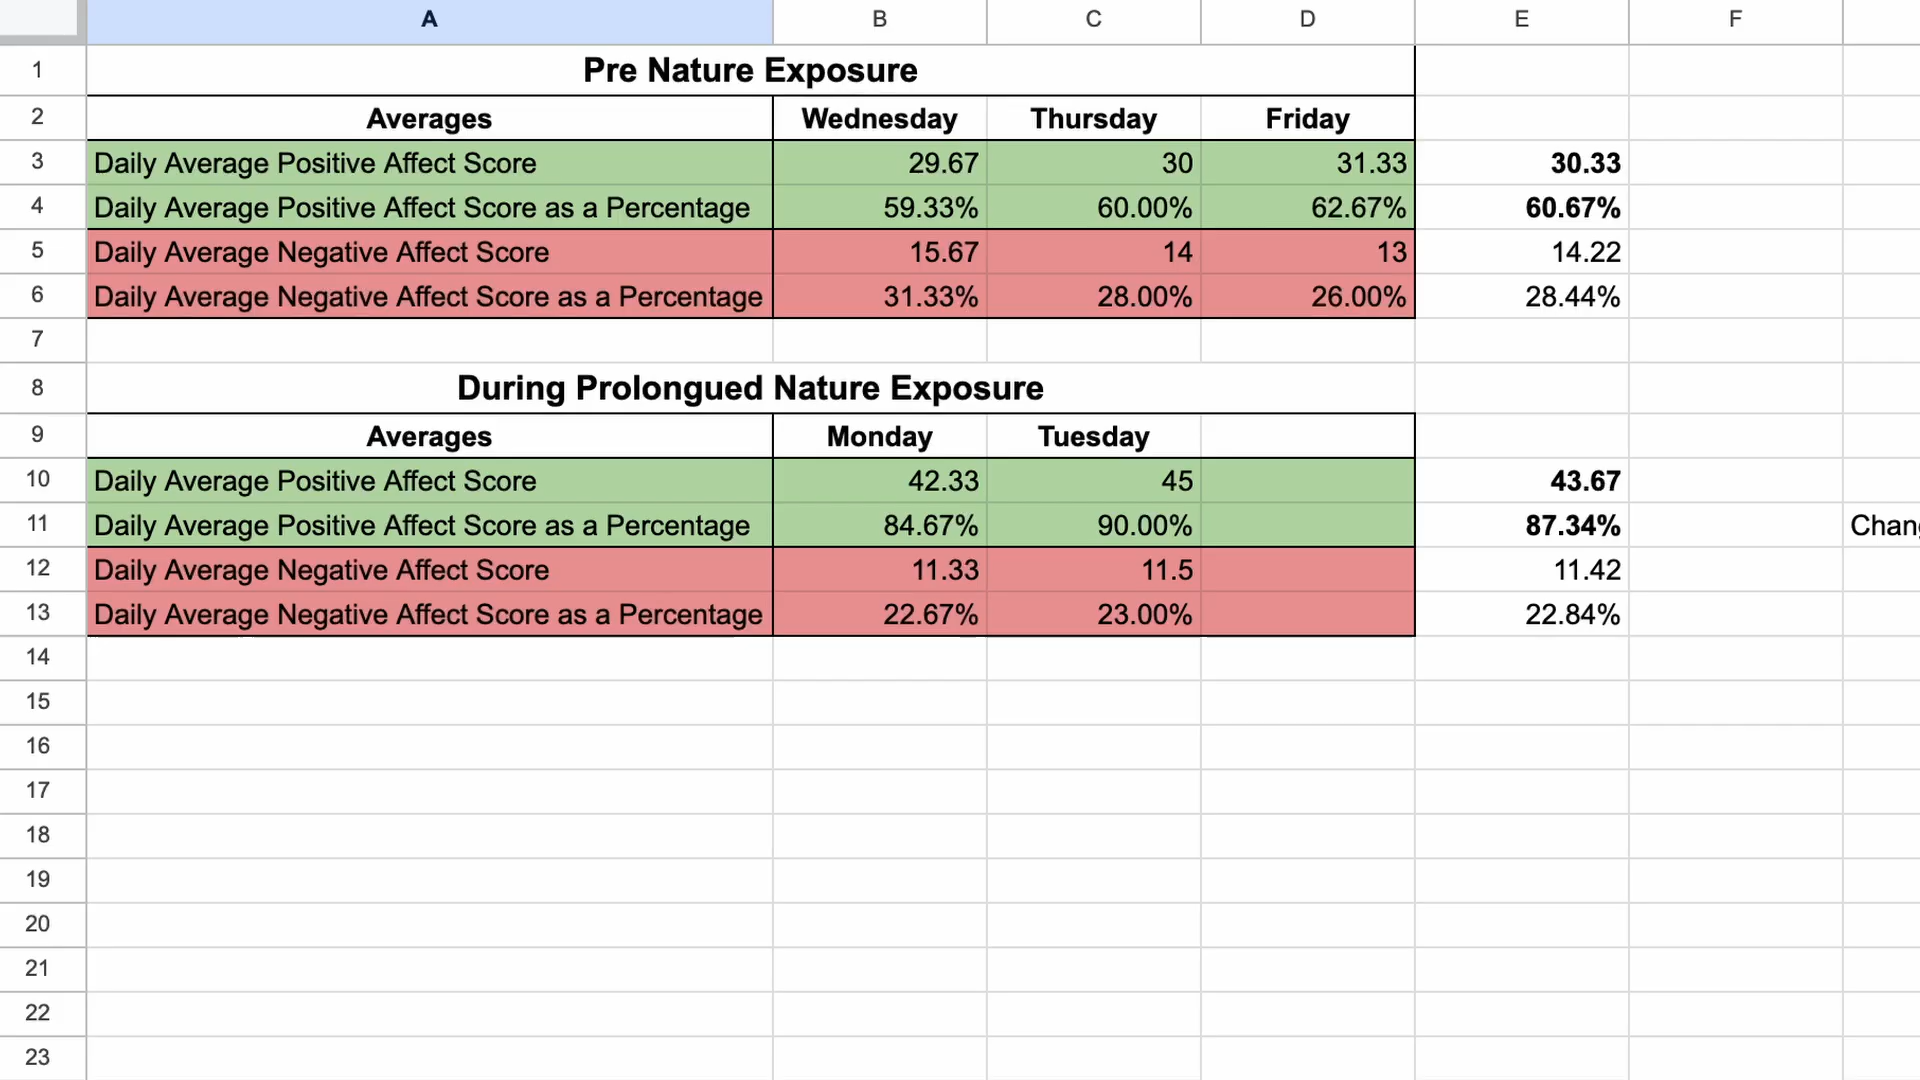 A B C D E F
1 Pre Nature Exposure
2 Averages Wednesday Thursday Friday
3 Daily Average Positive Affect Score 29.67 30 31.33 30.33
4 Daily Average Positive Affect Score as a Percentage 59.33% 60.00% 62.67% 60.67%
5 Daily Average Negative Affect Score 15.67 14 13 14.22
6 Daily Average Negative Affect Score as a Percentage 31.33% 28.00% 26.00% 28.44%
7
8 During Prolongued Nature Exposure
9 Averages Monday Tuesday
10 Daily Average Positive Affect Score 42.33 45 43.67
11 Daily Average Positive Affect Score as a Percentage 84.67% 90.00% 87.34%
12 Daily Average Negative Affect Score 11.33 11.5 11.42
13 Daily Average Negative Affect Score as a Percentage 22.67% 23.00% 22.84%
14
15
16
17
18
19
20
21
22
23